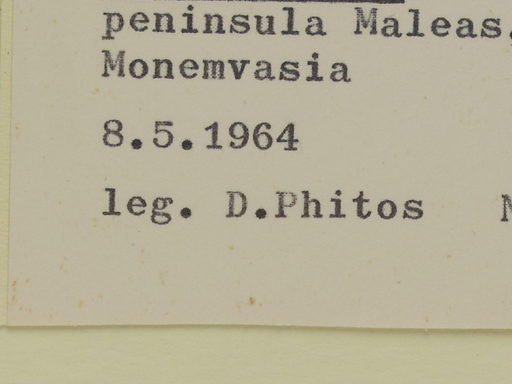 peninsula Maleas,
Monemvasia
8.5.1964
leg. D.Phitos N